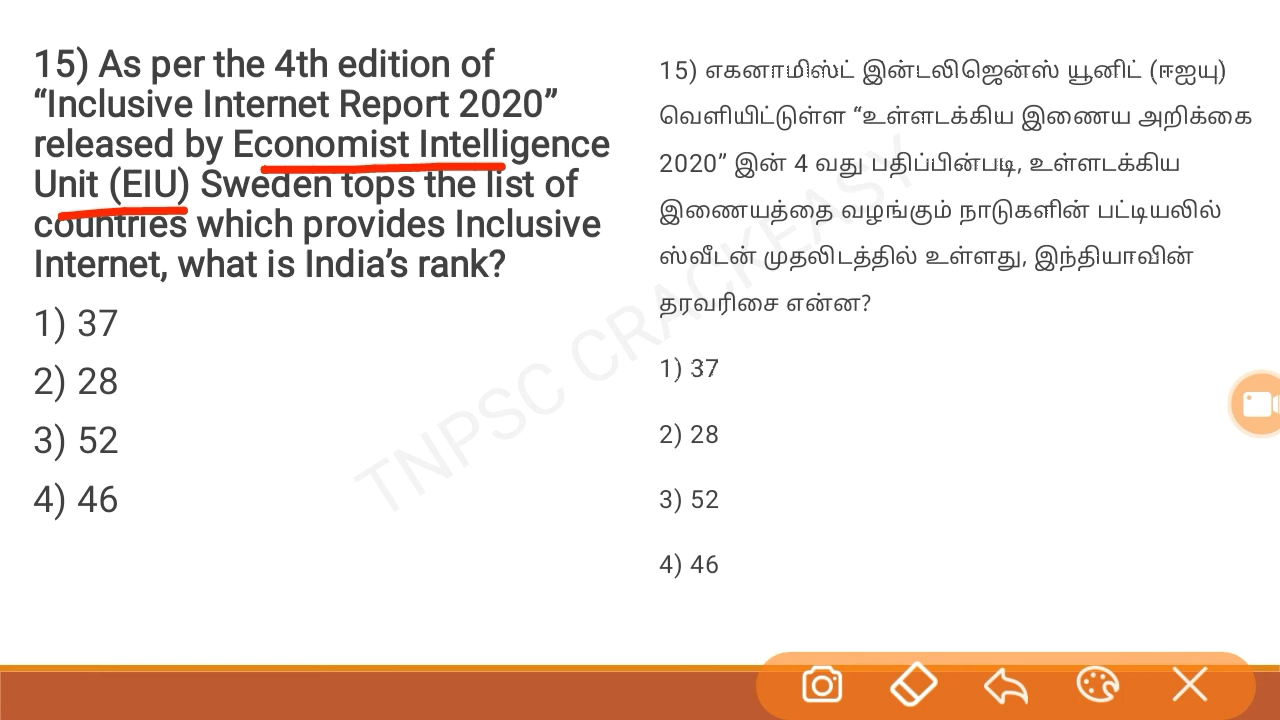 15) As per the 4th edition of
“Inclusive Internet Report 2020”
released by Economist Intelligence
Unit (EIU) Sweden tops the list of
countries which provides Inclusive
Internet, what is India’s rank?
1) 37
2) 28
3) 52
4) 46
15) எகனாமிஸ்ட் இன்டலிஜென்ஸ் யூனிட் (ஈஐயு)
வெளியிட்டுள்ள “உள்ளடக்கிய இணைய அறிக்கை
2020” இன் 4 வது பதிப்பின்படி, உள்ளடக்கிய
இணையத்தை வழங்கும் நாடுகளின் பட்டியலில்
ஸ்வீடன் முதலிடத்தில் உள்ளது, இந்தியாவின்
தரவரிசை என்ன?
1) 37
2) 28
3) 52
4) 46
TNPSC CRACKEASY